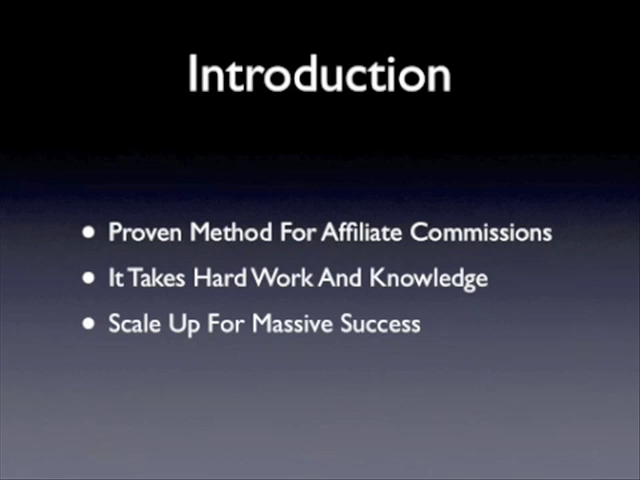 Introduction
• Proven Method For Affiliate Commissions
• It Takes Hard Work And Knowledge
• Scale Up For Massive Success